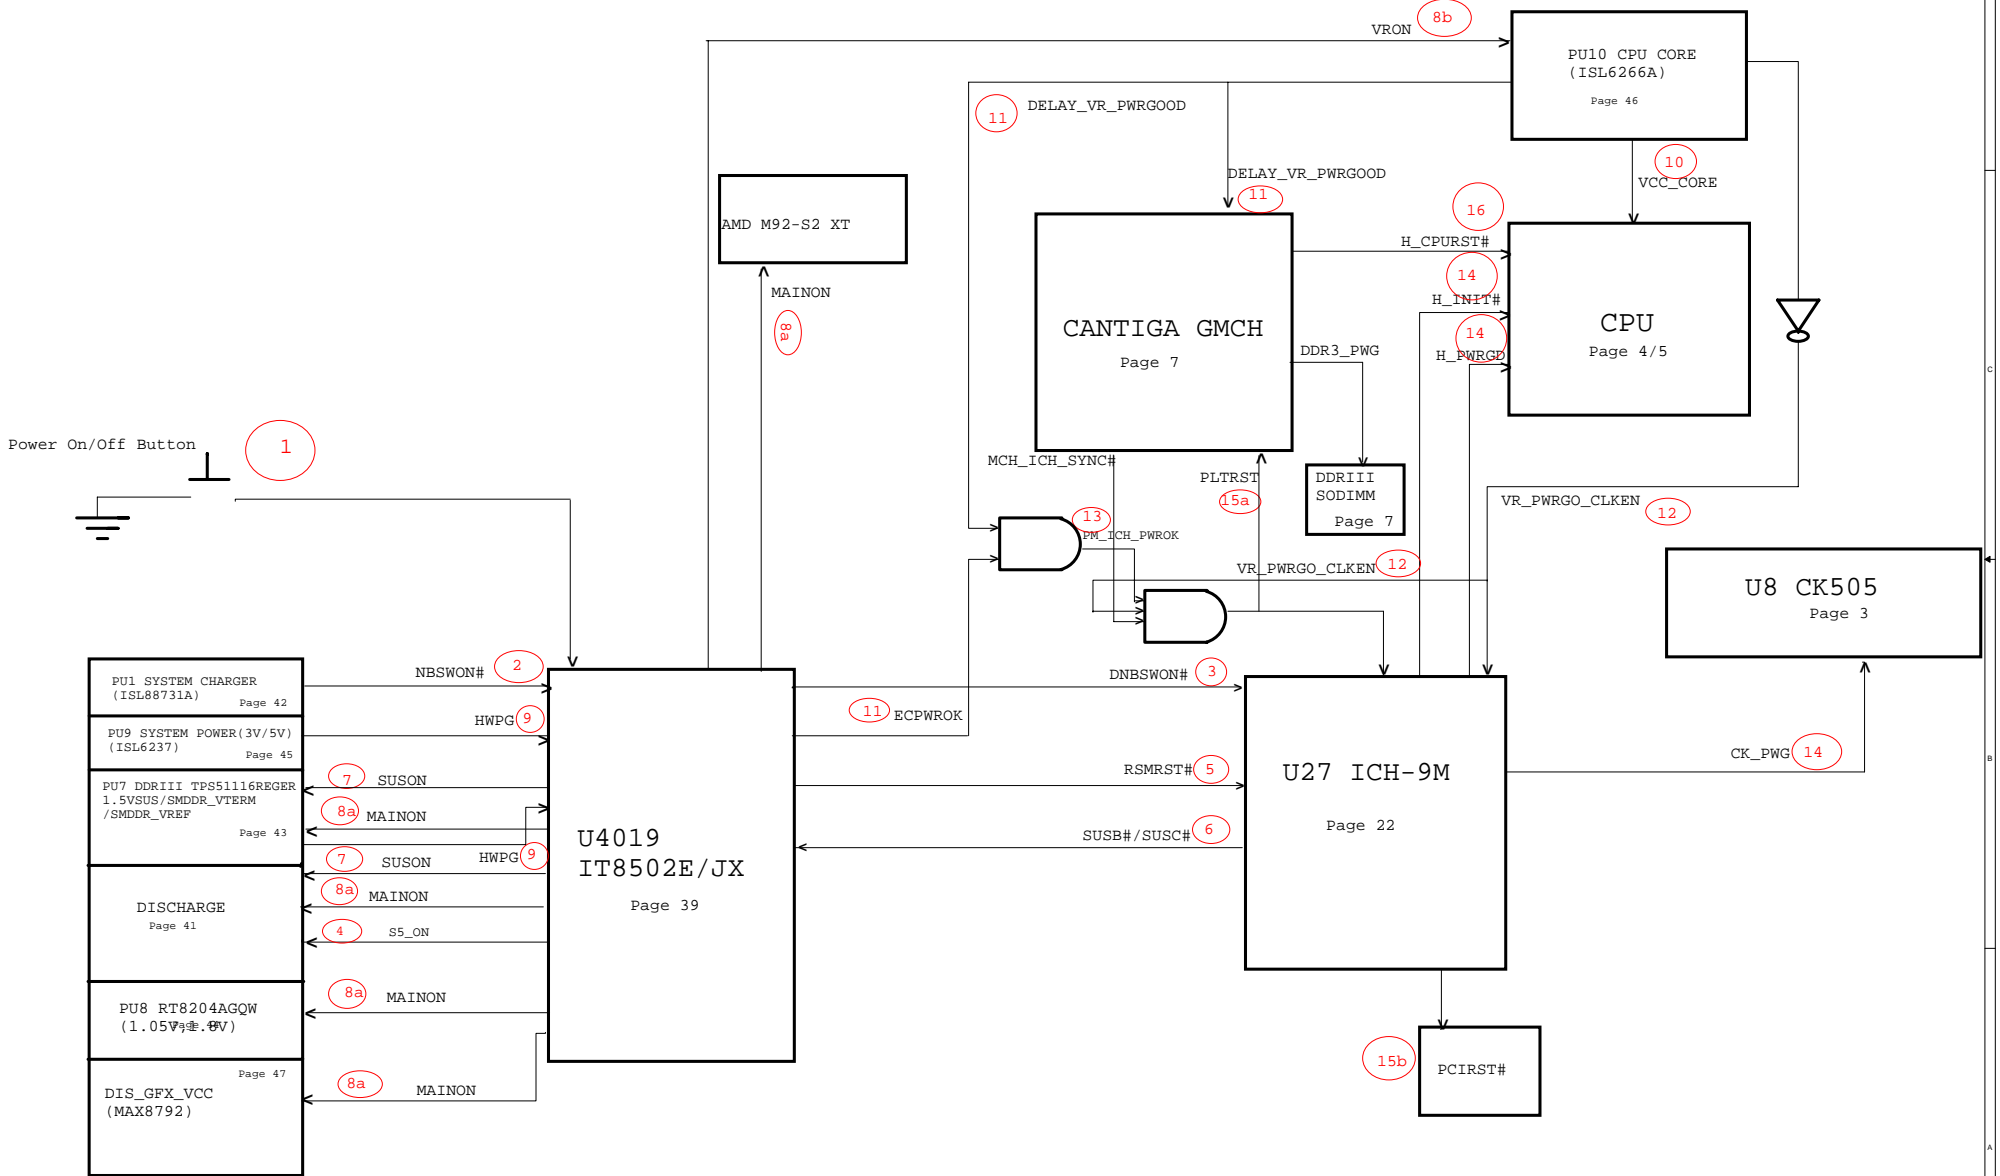 8b
VRON
PU10 CPU CORE
(ISL6266A)
Page 46
DELAY_VR_PWRGOOD
11
10
VCC_CORE
DELAY_VR_PWRGOOD
11
AMD M92-S2 XT
16
H_CPURST#
14
H_INIT#
14
H_PWRGD
MAINON
8a
CANTIGA GMCH
Page 7
CPU
Page 4/5
DDR3_PWG
C
Power On/Off Button
1
MCH_ICH_SYNC#
PLTRST
15a
DDRIII
SODIMM
Page 7
VR_PWRGO_CLKEN
12
13
PM_ICH_PWROK
VR_PWRGO_CLKEN
12
U8 CK505
Page 3
PU1 SYSTEM CHARGER
(ISL88731A)
Page 42
NBSWON#
2
DNBSWON#
3
PU9 SYSTEM POWER(3V/5V)
(ISL6237)
Page 45
HWPG
9
11
ECPWROK
CK_PWG
14
B
PU7 DDRIII TPS51116REGER
1.5VSUS/SMDDR_VTERM
/SMDDR_VREF
Page 43
7
SUSON
8a
MAINON
RSMRST#
5
U27 ICH-9M
Page 22
SUSB#/SUSC#
6
U4019
IT8502E/JX
Page 39
HWPG
9
7
SUSON
8a
MAINON
DISCHARGE
Page 41
4
S5_ON
8a
MAINON
PU8 RT8204AGQW
(1.05V,1.8V)
15b
PCIRST#
Page 47
DIS_GFX_VCC
(MAX8792)
8a
MAINON
A